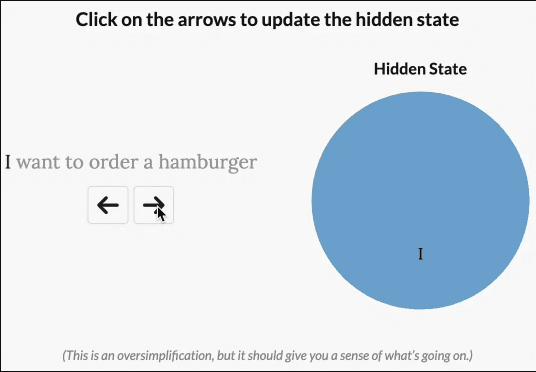 Click on the arrows to update the hidden state
Hidden State
I want to order a hamburger
I
(This is an oversimplification, but it should give you a sense of what's going on.)